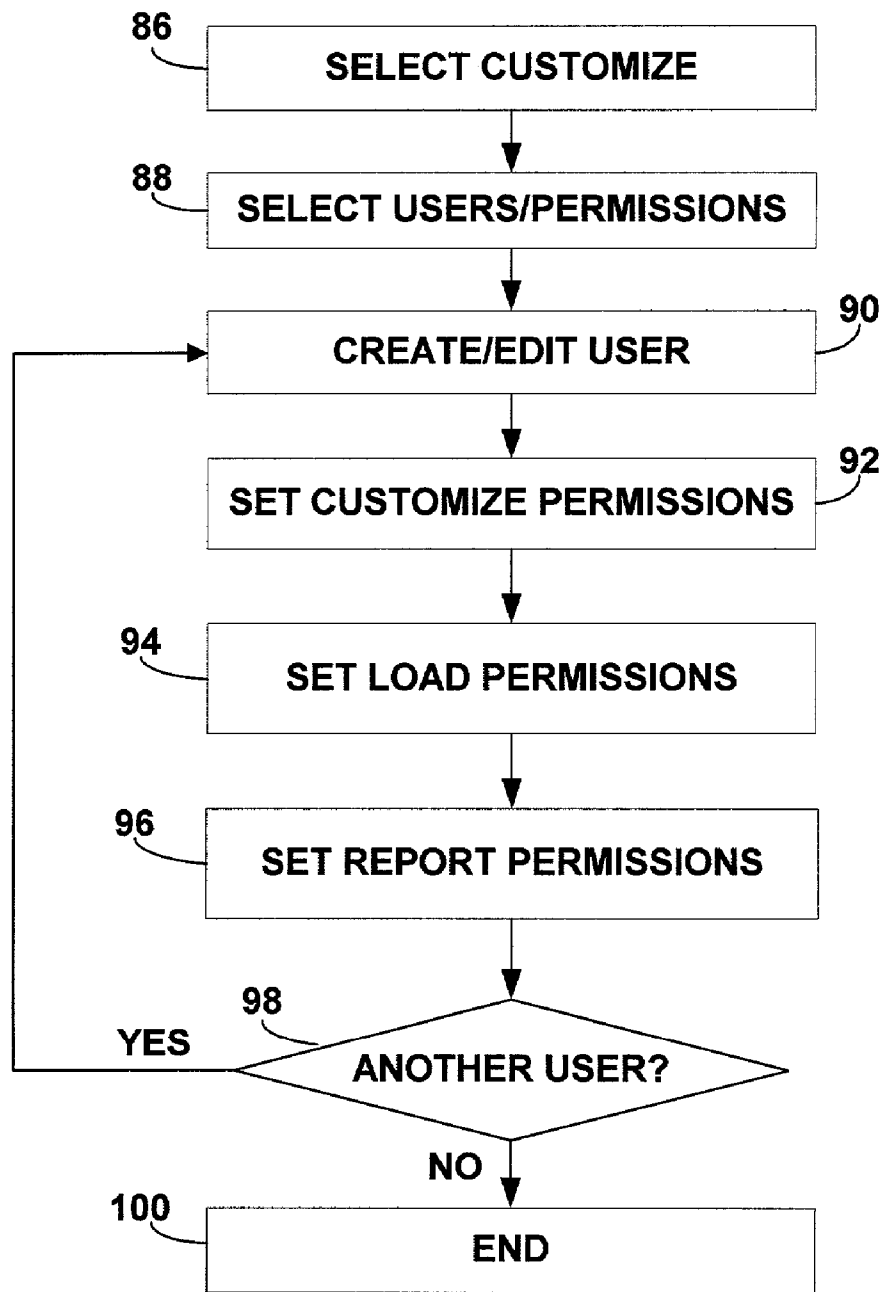 86
SELECT CUSTOMIZE
88
SELECT USERS/PERMISSIONS
90
CREATE/EDIT USER
92
SET CUSTOMIZE PERMISSIONS
94
SET LOAD PERMISSIONS
96
SET REPORT PERMISSIONS
98
YES
ANOTHER USER?
NO
100
END